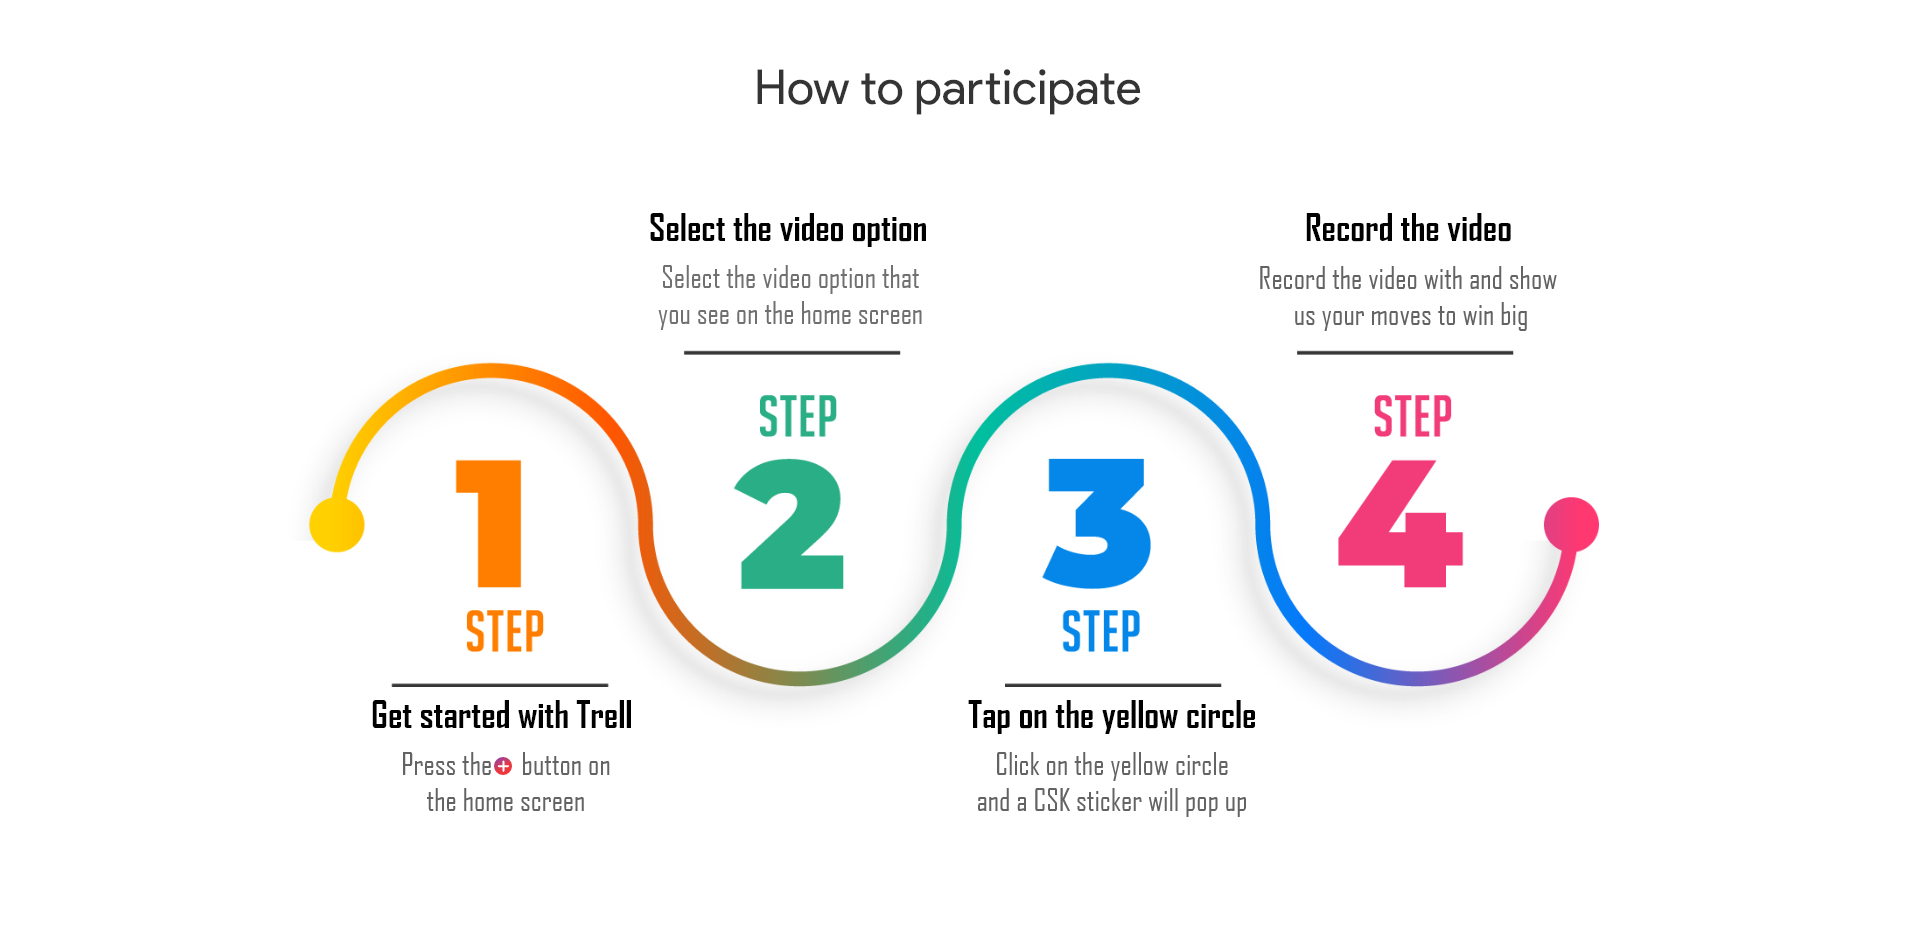 How to participate
1
STEP
Get started with Trell
Press the + button on
the home screen
Select the video option
Select the video option that
you see on the home screen
STEP
2
3
STEP
Tap on the yellow circle
Click on the yellow circle
and a CSK sticker will pop up
Record the video
Record the video with and show
us your moves to win big
STEP
4